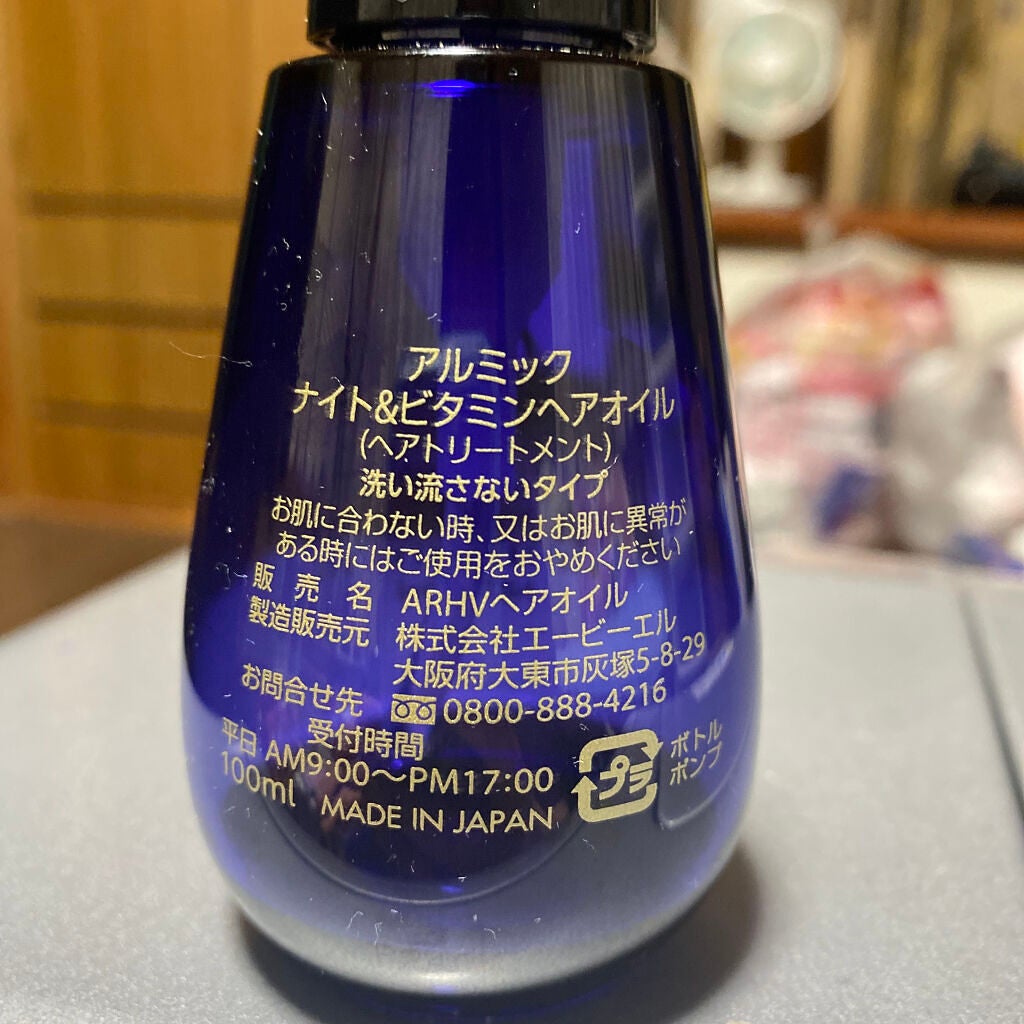 アルミック
ナイト&ビタミンヘアオイル
(ヘアトリートメント)
洗い流さないタイプ
お肌に合わない時、又はお肌に異常が
ある時にはご使用をおやめください
販売名 ARHVヘアオイル
製造販売元 株式会社エービーエル
大阪府大東市灰塚5-8-29
お問合せ先 0800-888-4216
受付時間
平日 AM9:00～PM17:00
100ml MADE IN JAPAN
プラ
ボトル
ポンプ